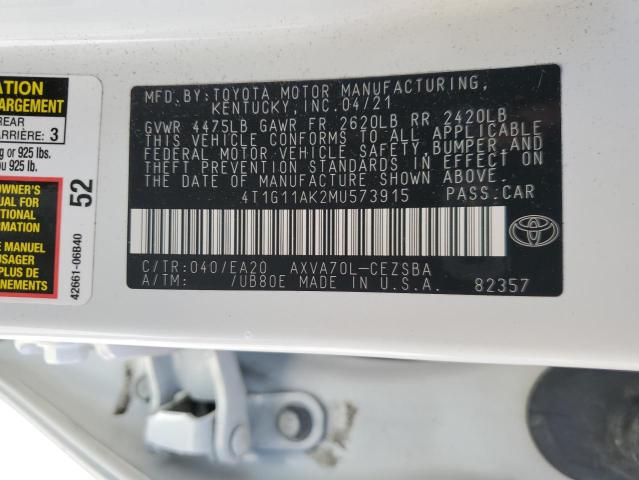 ATION
ARGEMENT
REAR
ARRIÈRE: 3
g or 925 lbs.
u 925 lb.
OWNER'S
FOR
TIONAL
MATION
E MANUEL
USAGER
R PLUS
GNEMENTS
52
42661-06B40
MFD.BY:TOYOTA MOTOR MANUFACTURING,
KENTUCKY, INC.04/21
GVWR 4475LB GAWR FR 2620LB RR 2420LB
THIS VEHICLE CONFORMS TO ALL APPLICABLE
FEDERAL MOTOR VEHICLE SAFETY, BUMPER, AND
THEFT PREVENTION STANDARDS IN EFFECT ON
THE DATE OF MANUFACTURE SHOWN ABOVE.
4T1G11AK2MU573915 PASS.CAR
C/TR:040/EA20 AXVA70L-CEZSBA
A/TM: /UB80E MADE IN U.S.A. 82357